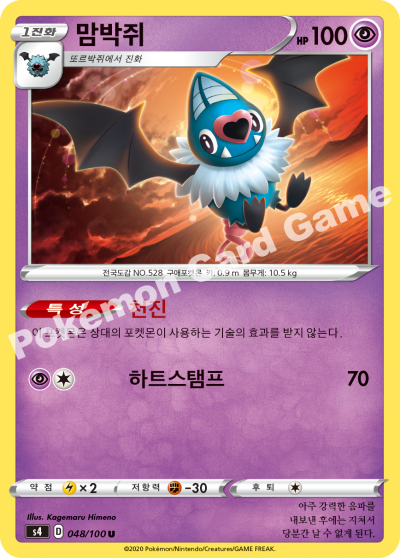 1진화
맘박쥐
HP 100
또르박쥐에서 진화
전국도감 NO.528 구애포켓몬 키: 0.9 m 몸무게: 10.5 kg
특성 천진
이 포켓몬은 상대의 포켓몬이 사용하는 기술의 효과를 받지 않는다.
하트스탬프 70
약점 ×2 저항력 -30 후퇴
Illus. Kagemaru Himeno
s4 D 048/100 U
아주 강력한 음파를
내보낸 후에는 지쳐서
당분간 날 수 없게 된다.
©2020 Pokémon/Nintendo/Creatures/GAME FREAK.
Pokémon Card Game